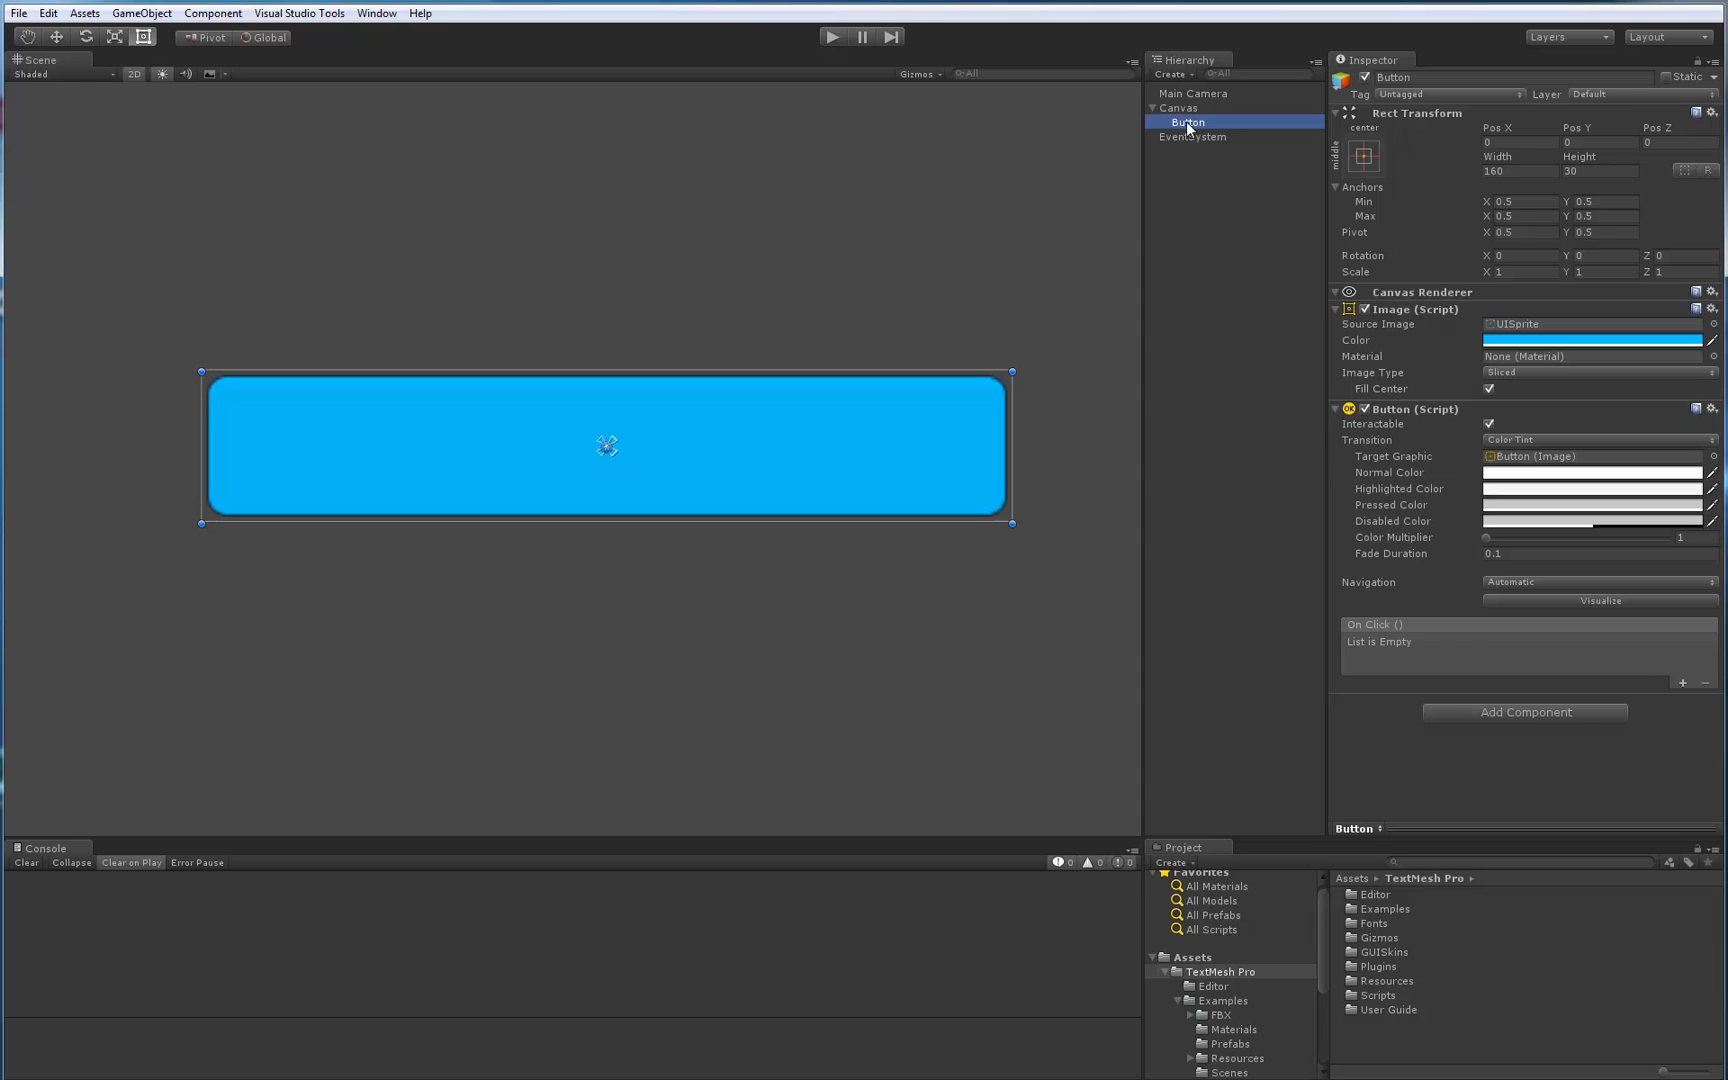 File Edit Assets GameObject Component Visual Studio Tools Window Help
Pivot Global Layers Layout
Scene
Shaded 2D Gizmos All
Hierarchy
Create All
Main Camera
Canvas
Button
EventSystem
Inspector
Button Static
Tag Untagged Layer Default
Rect Transform
center
middle
Pos X Pos Y Pos Z
0 0 0
Width Height
160 30
R
Anchors
Min X 0.5 Y 0.5
Max X 0.5 Y 0.5
Pivot X 0.5 Y 0.5
Rotation X 0 Y 0 Z 0
Scale X 1 Y 1 Z 1
Canvas Renderer
Image (Script)
Source Image UISprite
Color
Material None (Material)
Image Type Sliced
Fill Center
OK Button (Script)
Interactable
Transition Color Tint
Target Graphic Button (Image)
Normal Color
Highlighted Color
Pressed Color
Disabled Color
Color Multiplier 1
Fade Duration 0.1
Navigation Automatic
Visualize
On Click ()
List is Empty
+ −
Add Component
Button
Console
Clear Collapse Clear on Play Error Pause 0 0 0
Project
Create
Favorites
All Materials
All Models
All Prefabs
All Scripts
Assets
TextMesh Pro
Editor
Examples
FBX
Materials
Prefabs
Resources
Scenes
Assets ▸ TextMesh Pro ▸
Editor
Examples
Fonts
Gizmos
GUISkins
Plugins
Resources
Scripts
User Guide